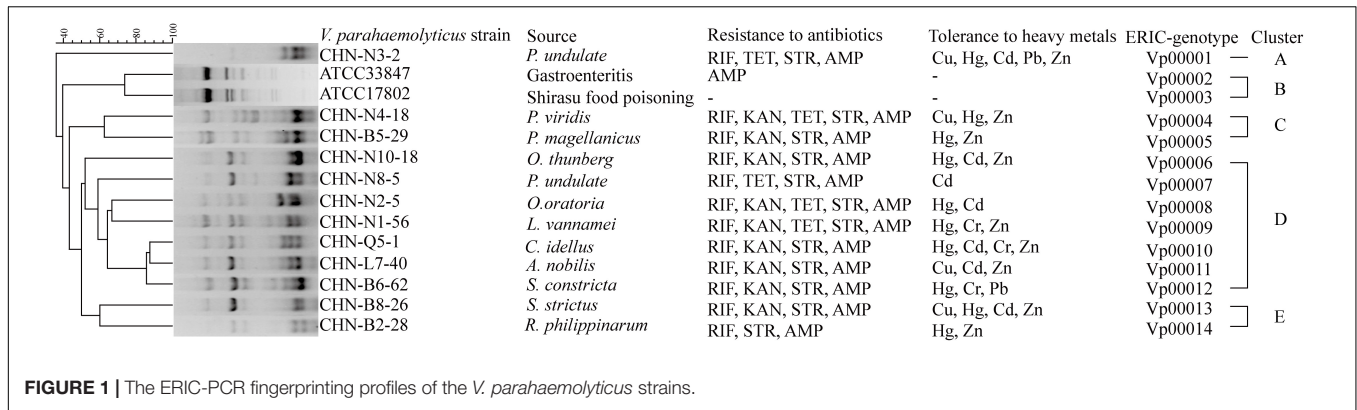 40 60 80 100
V. parahaemolyticus strain Source Resistance to antibiotics Tolerance to heavy metals ERIC-genotype Cluster
CHN-N3-2 P. undulate RIF, TET, STR, AMP Cu, Hg, Cd, Pb, Zn Vp00001 A
ATCC33847 Gastroenteritis AMP - Vp00002
ATCC17802 Shirasu food poisoning - - Vp00003 B
CHN-N4-18 P. viridis RIF, KAN, TET, STR, AMP Cu, Hg, Zn Vp00004 C
CHN-B5-29 P. magellanicus RIF, KAN, STR, AMP Hg, Zn Vp00005
CHN-N10-18 O. thunberg RIF, KAN, STR, AMP Hg, Cd, Zn Vp00006
CHN-N8-5 P. undulate RIF, TET, STR, AMP Cd Vp00007
CHN-N2-5 O.oratoria RIF, KAN, TET, STR, AMP Hg, Cd Vp00008
CHN-N1-56 L. vannamei RIF, KAN, TET, STR, AMP Hg, Cr, Zn Vp00009 D
CHN-Q5-1 C. idellus RIF, KAN, STR, AMP Hg, Cd, Cr, Zn Vp00010
CHN-L7-40 A. nobilis RIF, KAN, STR, AMP Cu, Cd, Zn Vp00011
CHN-B6-62 S. constricta RIF, KAN, STR, AMP Hg, Cr, Pb Vp00012
CHN-B8-26 S. strictus RIF, KAN, STR, AMP Cu, Hg, Cd, Zn Vp00013 E
CHN-B2-28 R. philippinarum RIF, STR, AMP Hg, Zn Vp00014
FIGURE 1 | The ERIC-PCR fingerprinting profiles of the V. parahaemolyticus strains.